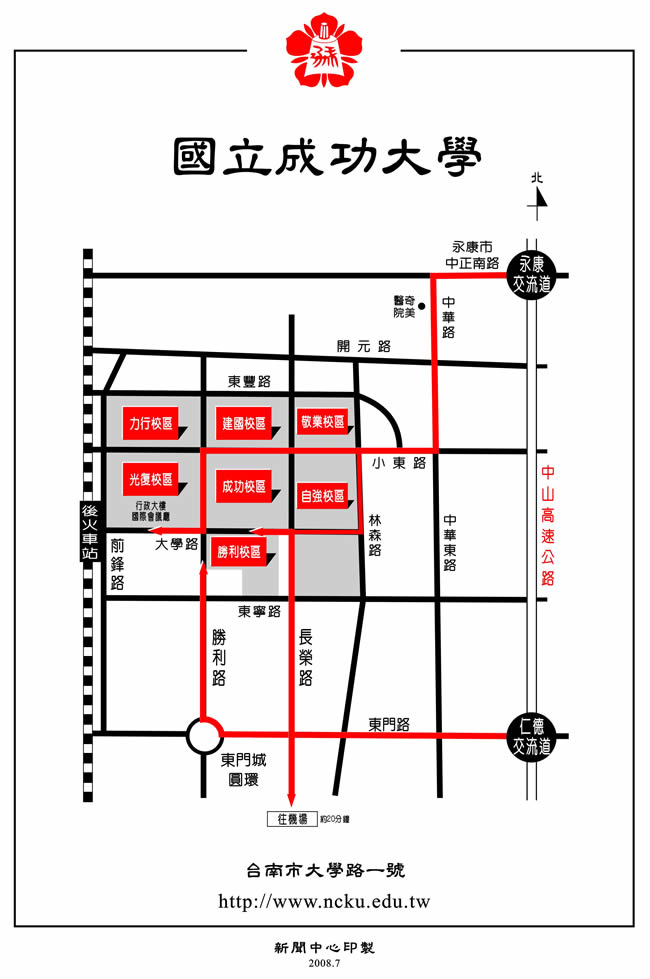 國立成功大學
北
永康市
中正南路
永康
交流道
醫奇
院美
中華路
開元路
東豐路
力行校區
建國校區
敬業校區
小東路
光復校區
成功校區
自強校區
行政大樓
國際會議廳
中山高速公路
後火車站
前鋒路
大學路
勝利校區
林森路
中華東路
東寧路
勝利路
長榮路
東門路
仁德
交流道
東門城
圓環
往機場 約20分鐘
台南市大學路一號
http://www.ncku.edu.tw
新聞中心印製
2008.7